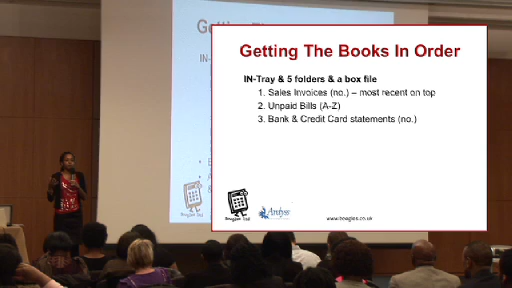 Getting The Books In Order
IN-Tray & 5 folders & a box file
1. Sales Invoices (no.) – most recent on top
2. Unpaid Bills (A-Z)
3. Bank & Credit Card statements (no.)
www.beagles.co.uk